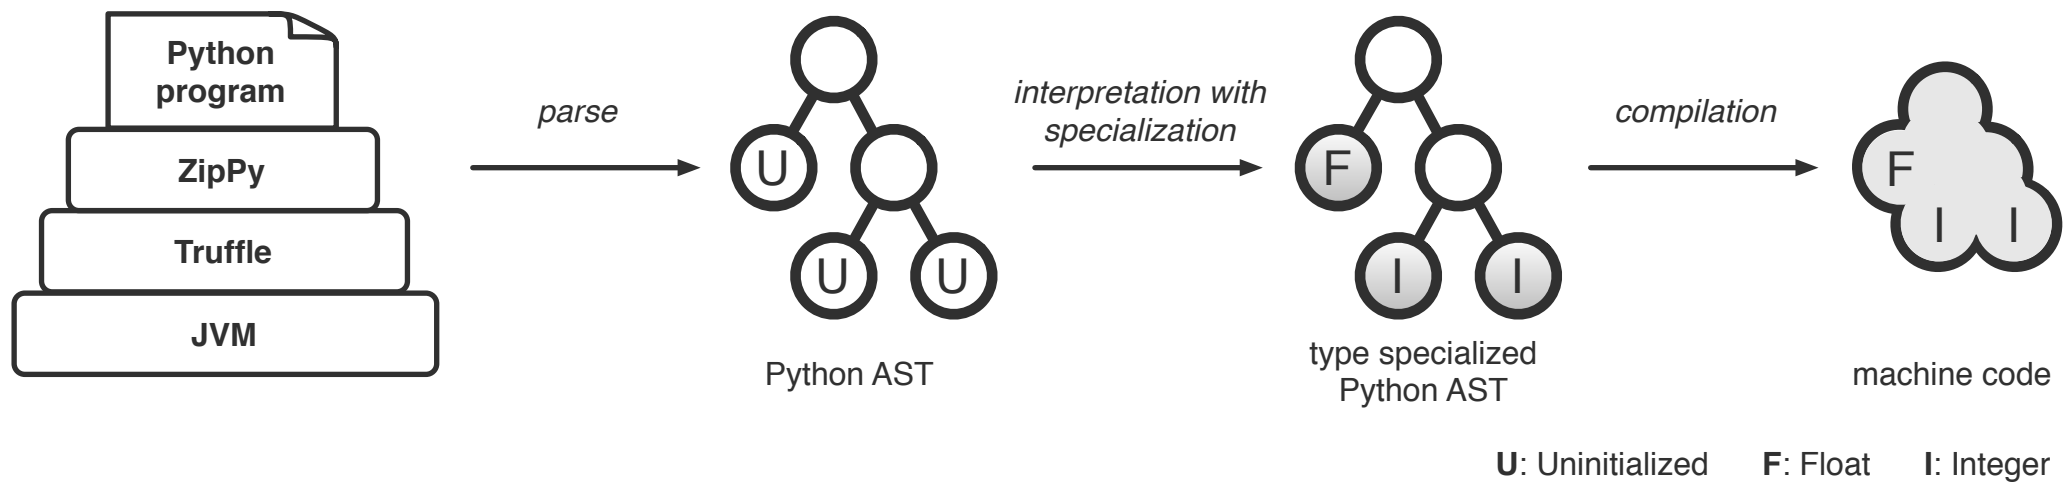 Python
program
ZipPy
Truffle
JVM
parse
U
U
U
Python AST
interpretation with
specialization
F
I
I
type specialized
Python AST
compilation
F
I
I
machine code
U: Uninitialized
F: Float
I: Integer